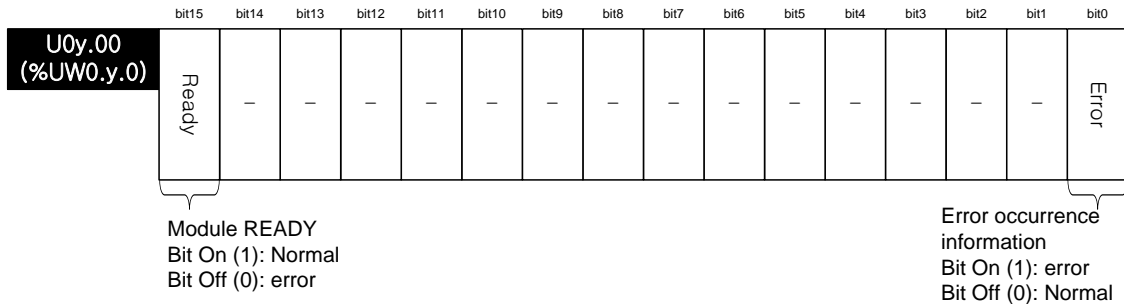 bit15 bit14 bit13 bit12 bit11 bit10 bit9 bit8 bit7 bit6 bit5 bit4 bit3 bit2 bit1 bit0
U0y.00
(%UW0.y.0)
Ready – – – – – – – – – – – – – – Error
Module READY
Bit On (1): Normal
Bit Off (0): error
Error occurrence
information
Bit On (1): error
Bit Off (0): Normal